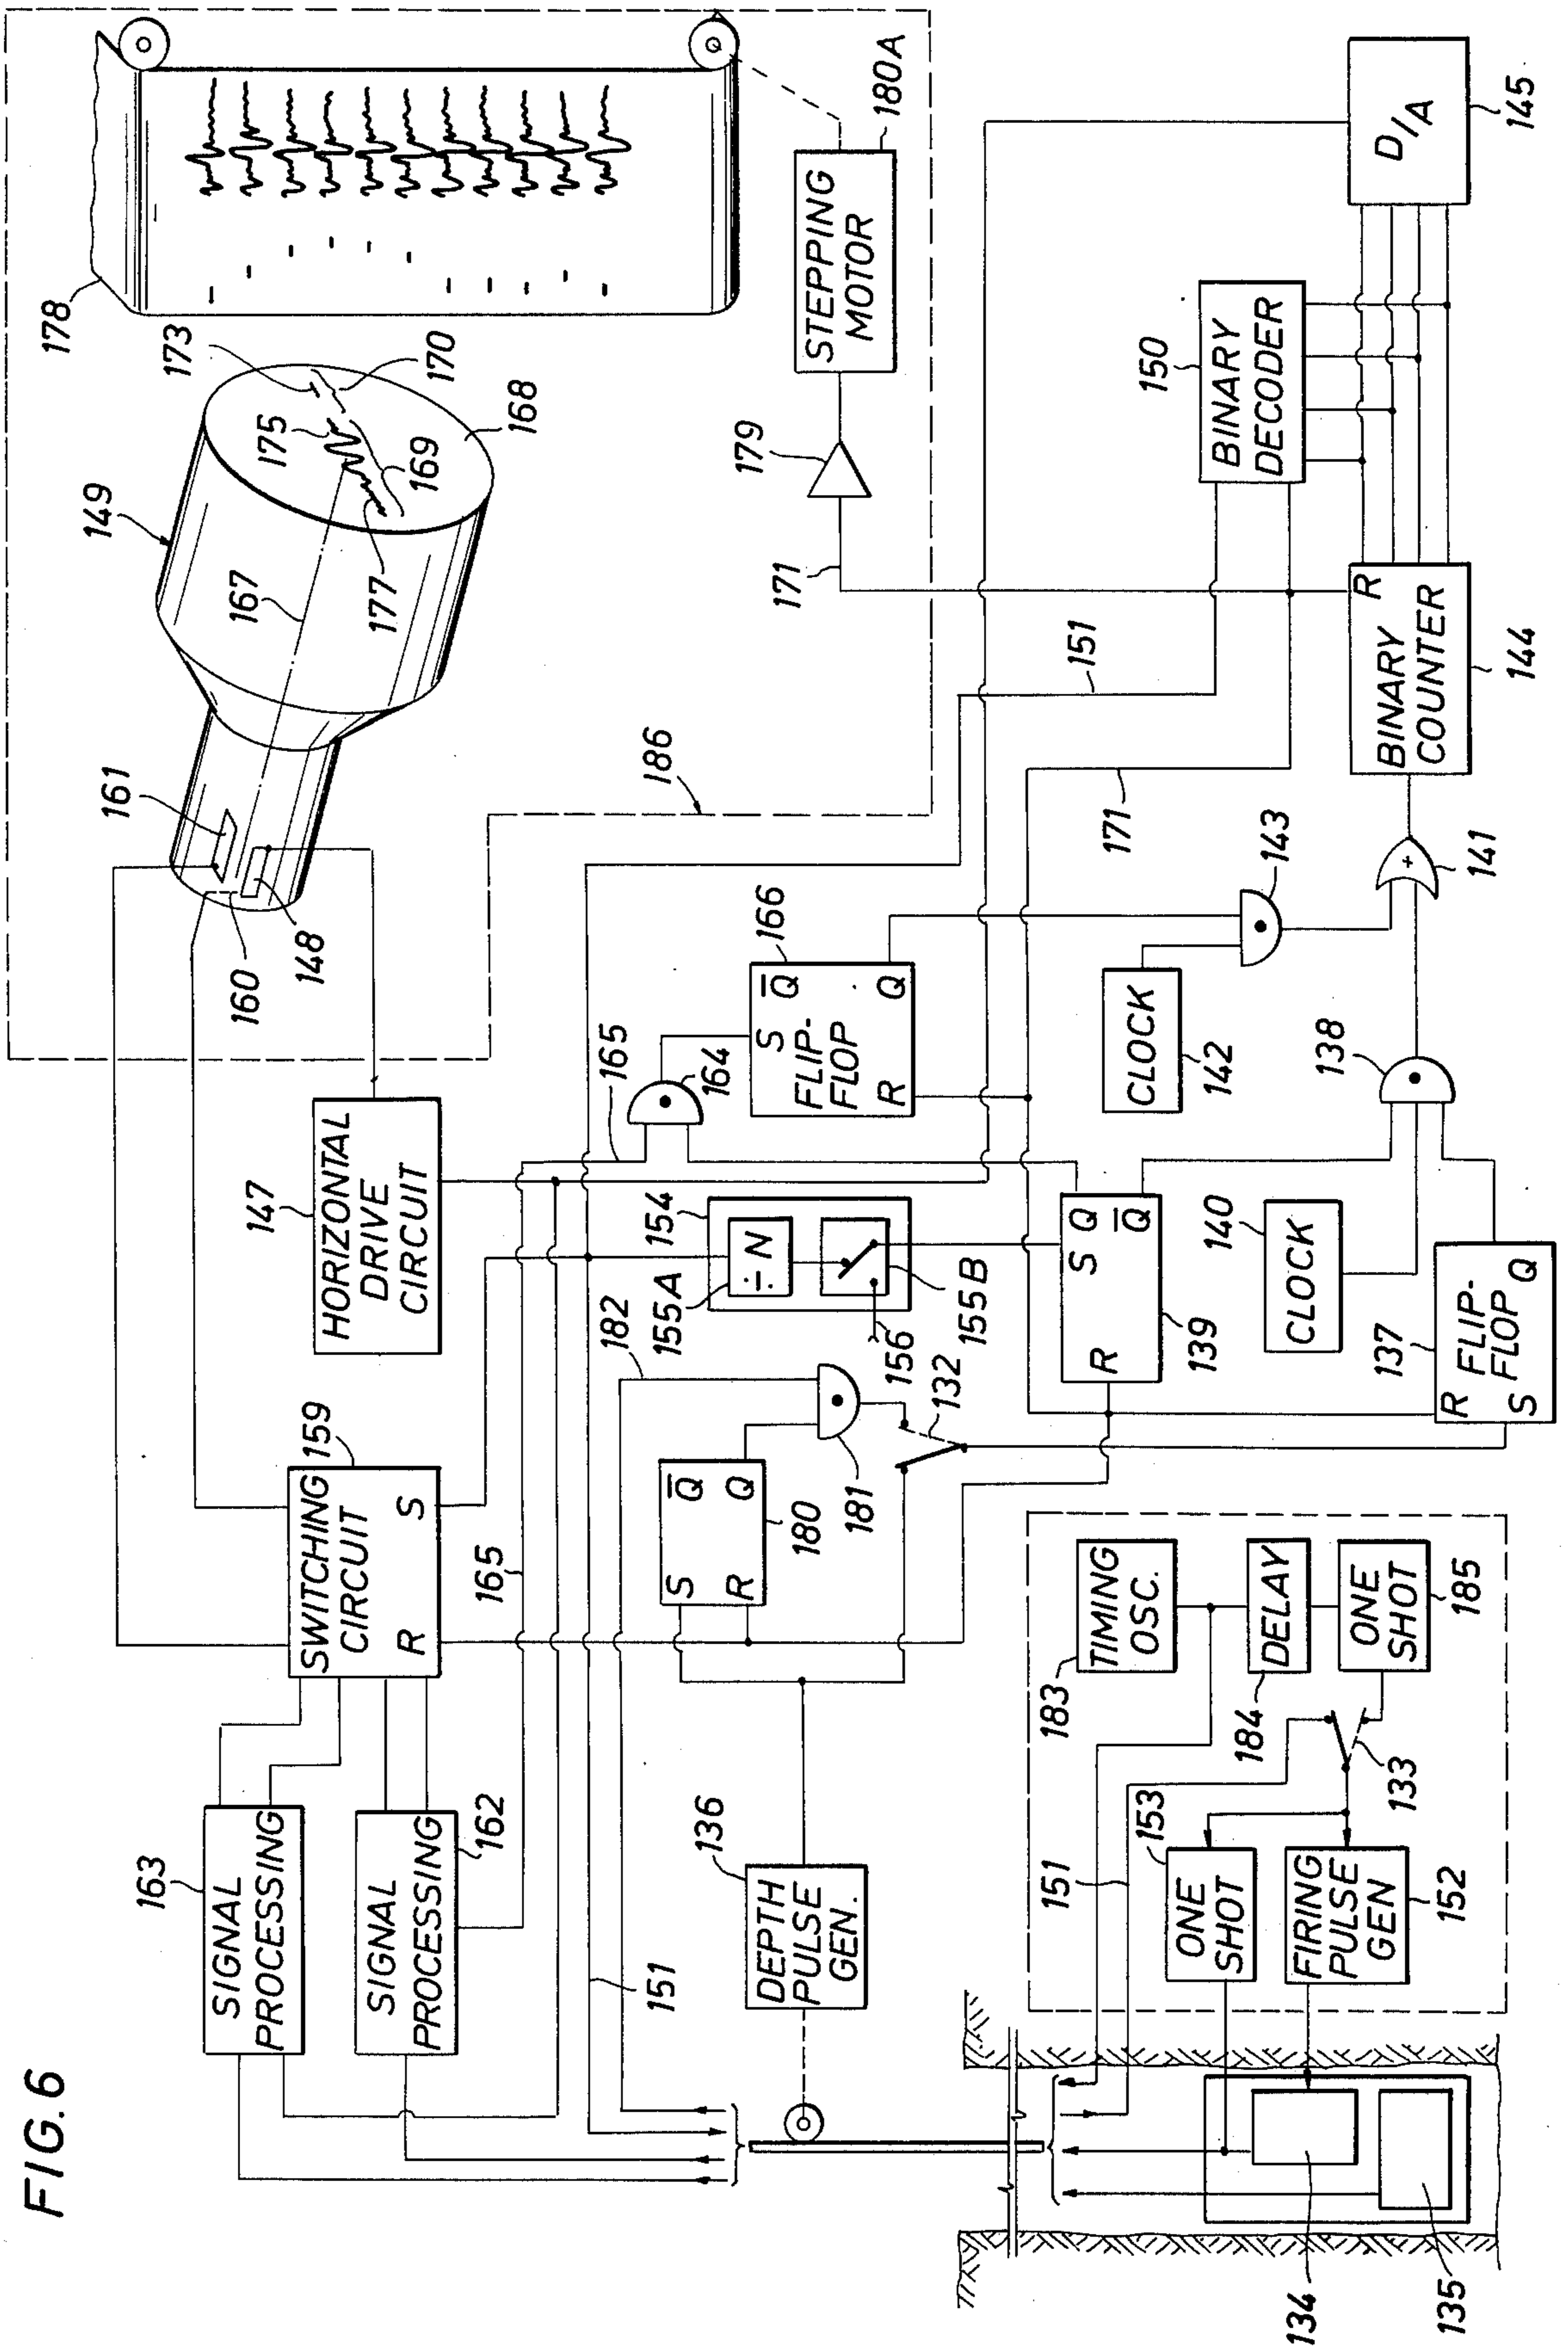 FIG.6
163
SIGNAL
PROCESSING
SIGNAL
PROCESSING
162
165
SWITCHING
CIRCUIT
R
S
159
147
HORIZONTAL
DRIVE
CIRCUIT
160
148
161
149
167
177
169
175
168
170
173
178
186
STEPPING
MOTOR
180A
179
171
151
136
DEPTH
PULSE
GEN.
S
Q̅
R
Q
180
181
182
132
154
÷ N
155A
155B
156
165
164
S
Q̅
FLIP-
FLOP
R
Q
166
S
Q
Q̅
R
139
151
171
150
BINARY
DECODER
D/A
145
BINARY
COUNTER
R
144
141
143
CLOCK
142
138
140
CLOCK
137
R
FLIP-
FLOP
S
Q
183
TIMING
OSC.
184
DELAY
ONE
SHOT
185
133
151
153
ONE
SHOT
FIRING
PULSE
GEN
152
134
135